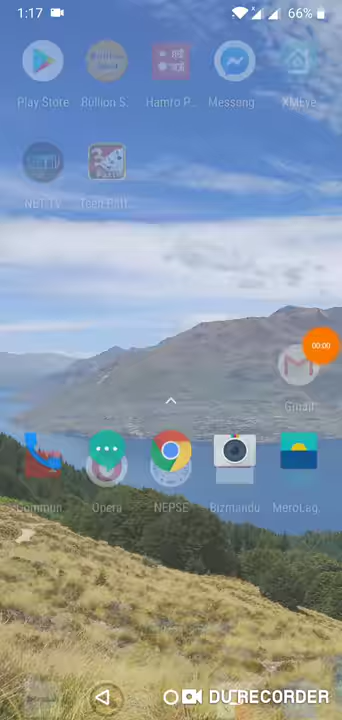 1:17 66%
Play Store Bullion S.. Hamro P.. Messeng.. XMEye
NET TV Teen Patt..
00:00
Gmail
Commun.. Opera NEPSE Bizmandu MeroLag..
DU RECORDER